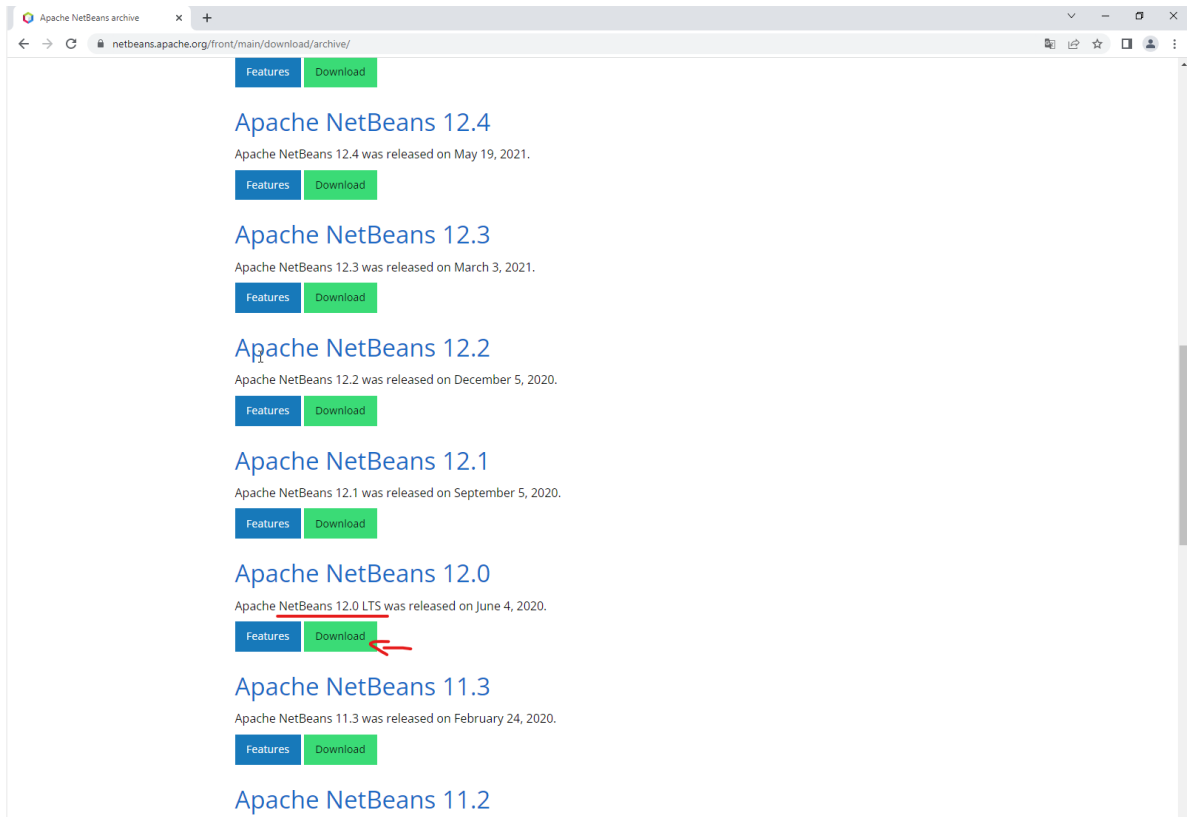 Apache NetBeans archive
netbeans.apache.org/front/main/download/archive/
Features Download
Apache NetBeans 12.4
Apache NetBeans 12.4 was released on May 19, 2021.
Features Download
Apache NetBeans 12.3
Apache NetBeans 12.3 was released on March 3, 2021.
Features Download
Apache NetBeans 12.2
Apache NetBeans 12.2 was released on December 5, 2020.
Features Download
Apache NetBeans 12.1
Apache NetBeans 12.1 was released on September 5, 2020.
Features Download
Apache NetBeans 12.0
Apache NetBeans 12.0 LTS was released on June 4, 2020.
Features Download
Apache NetBeans 11.3
Apache NetBeans 11.3 was released on February 24, 2020.
Features Download
Apache NetBeans 11.2